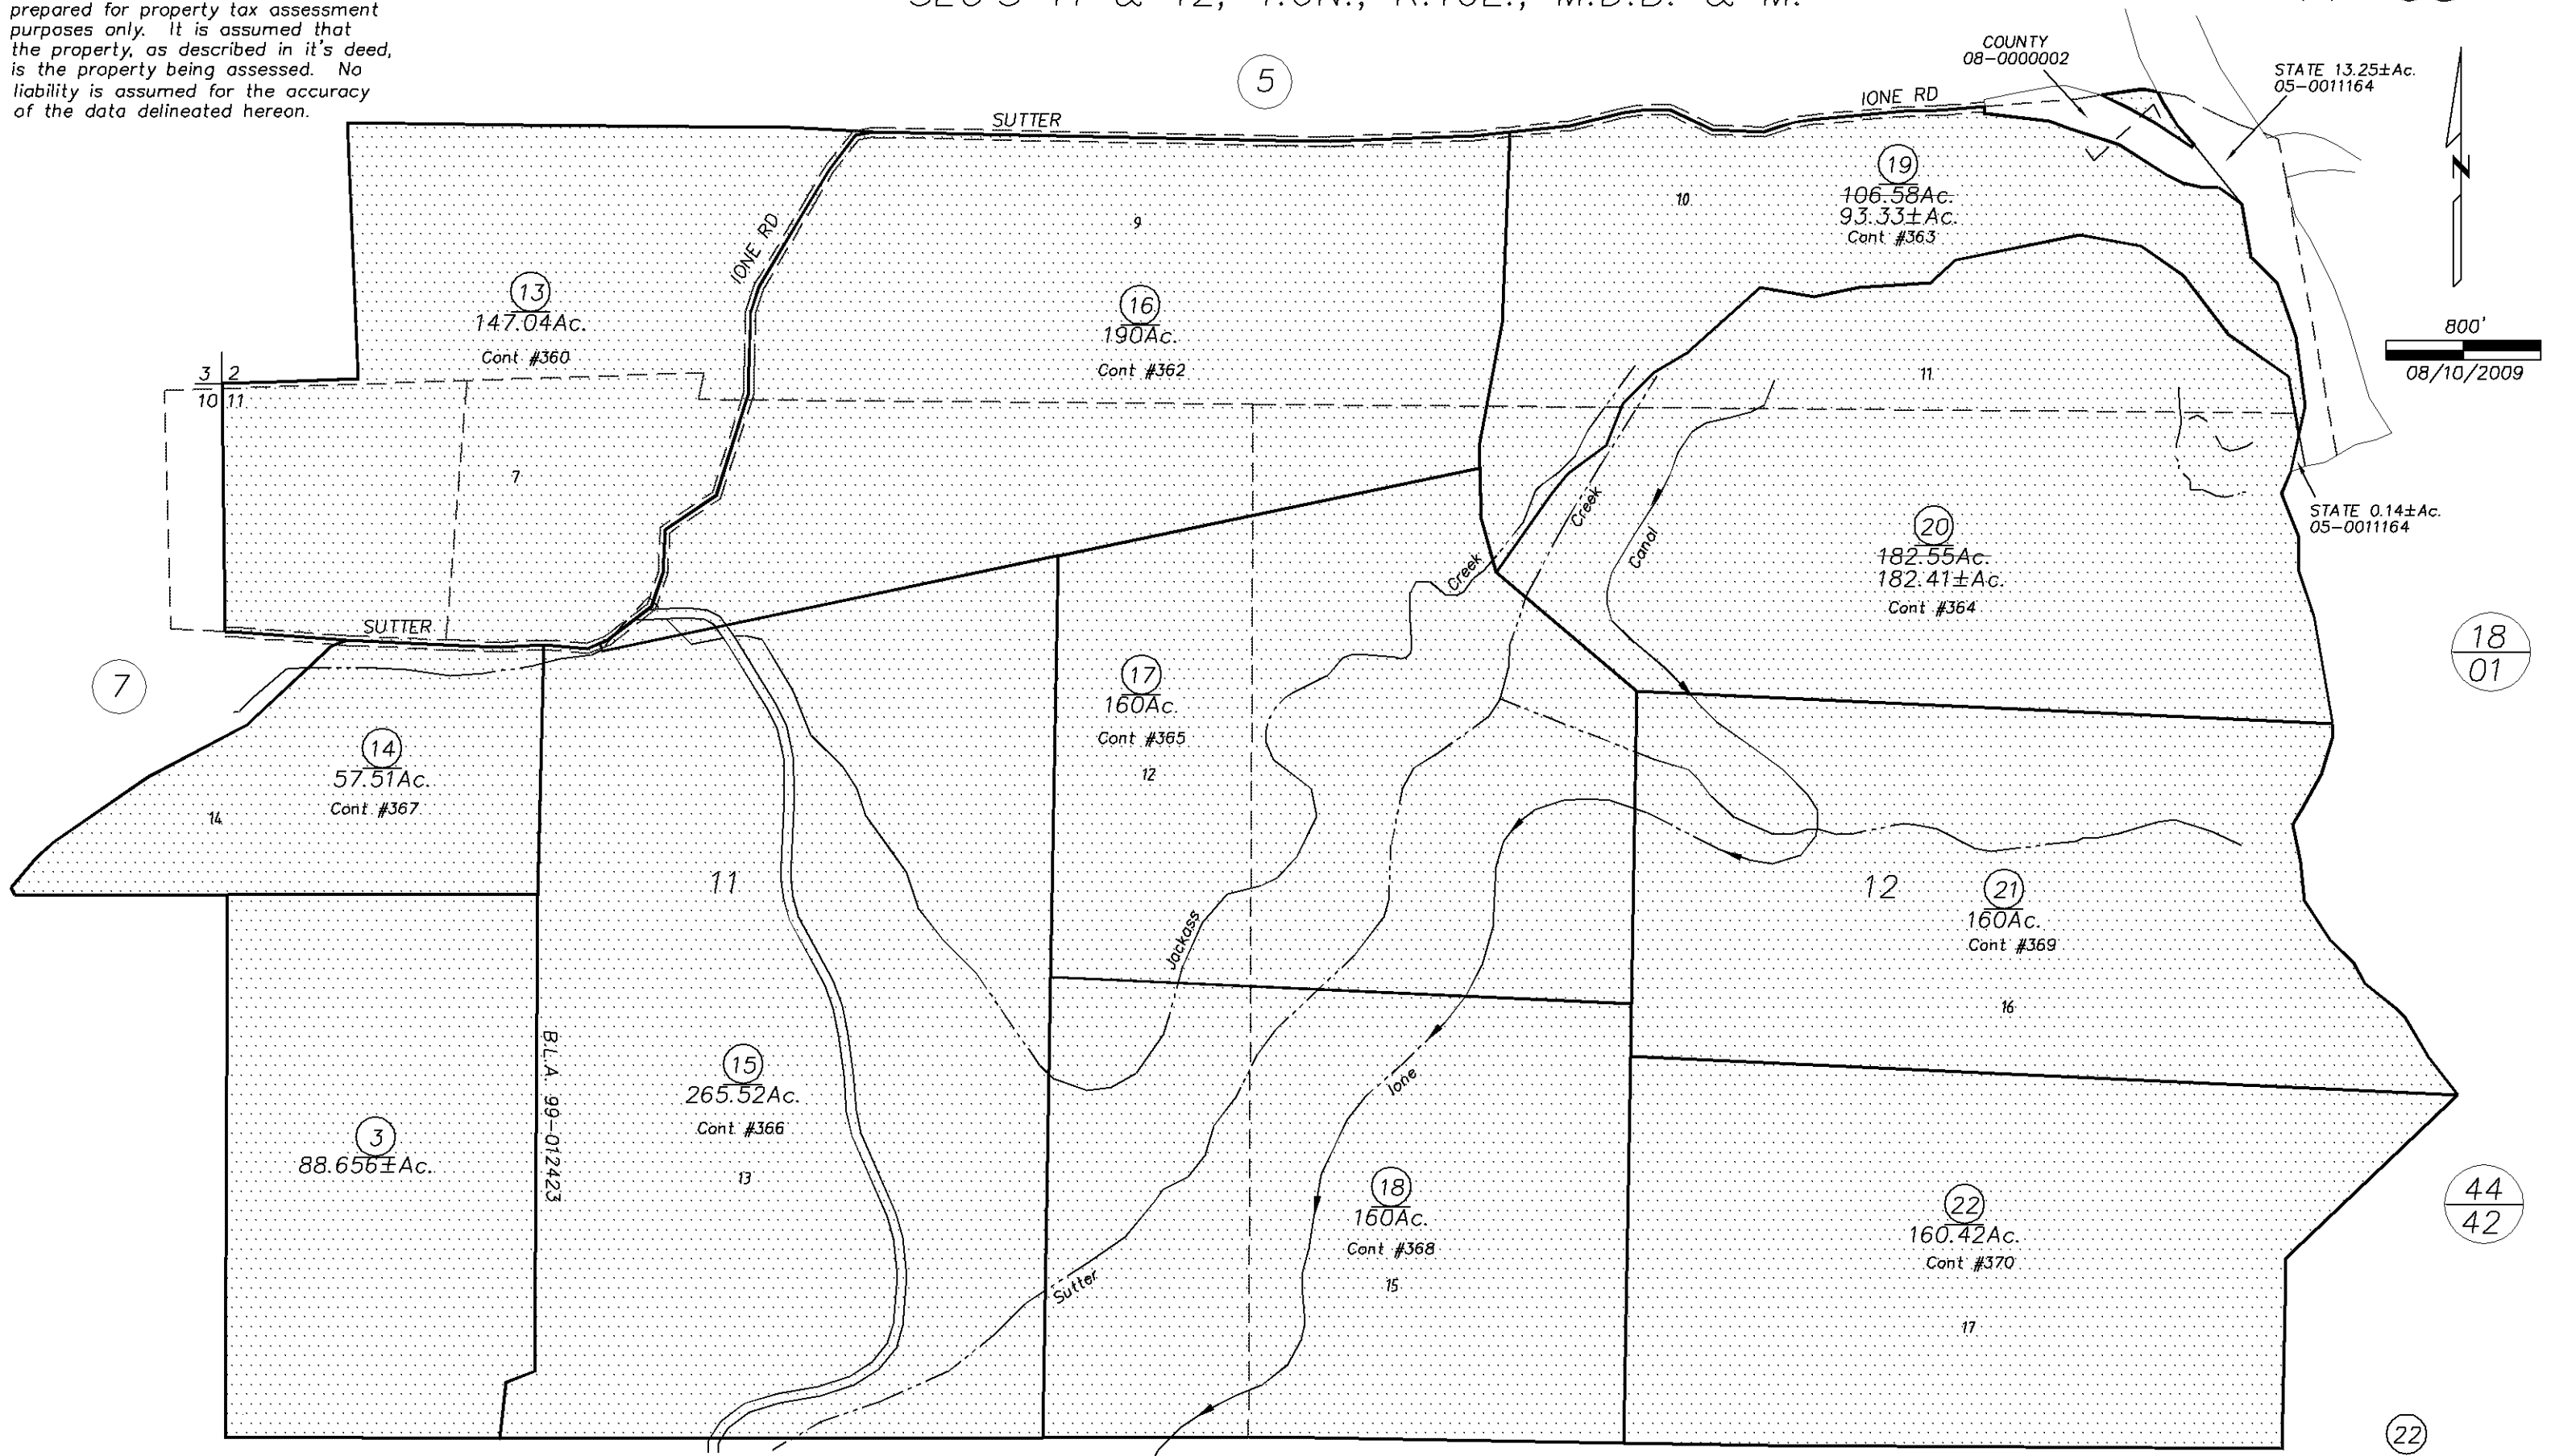 prepared for property tax assessment
purposes only. It is assumed that
the property, as described in it's deed,
is the property being assessed. No
liability is assumed for the accuracy
of the data delineated hereon.
5
COUNTY
08-0000002
STATE 13.25±Ac.
05-0011164
SUTTER
IONE RD
N
800'
08/10/2009
IONE RD
13
147.04Ac.
Cont #360
9
16
190Ac.
Cont #362
10
19
106.58Ac.
93.33±Ac.
Cont #363
11
3 2
10 11
7
Creek
Creek
Canal
20
182.55Ac.
182.41±Ac.
Cont #364
STATE 0.14±Ac.
05-0011164
SUTTER
7
18
01
14
57.51Ac.
Cont #367
14
17
160Ac.
Cont #365
12
11
12
21
160Ac.
Cont #369
16
Jackass
B.L.A. 99-012423
15
265.52Ac.
Cont #366
13
3
88.656±Ac.
Ione
Sutter
18
160Ac.
Cont #368
15
22
160.42Ac.
Cont #370
17
44
42
22